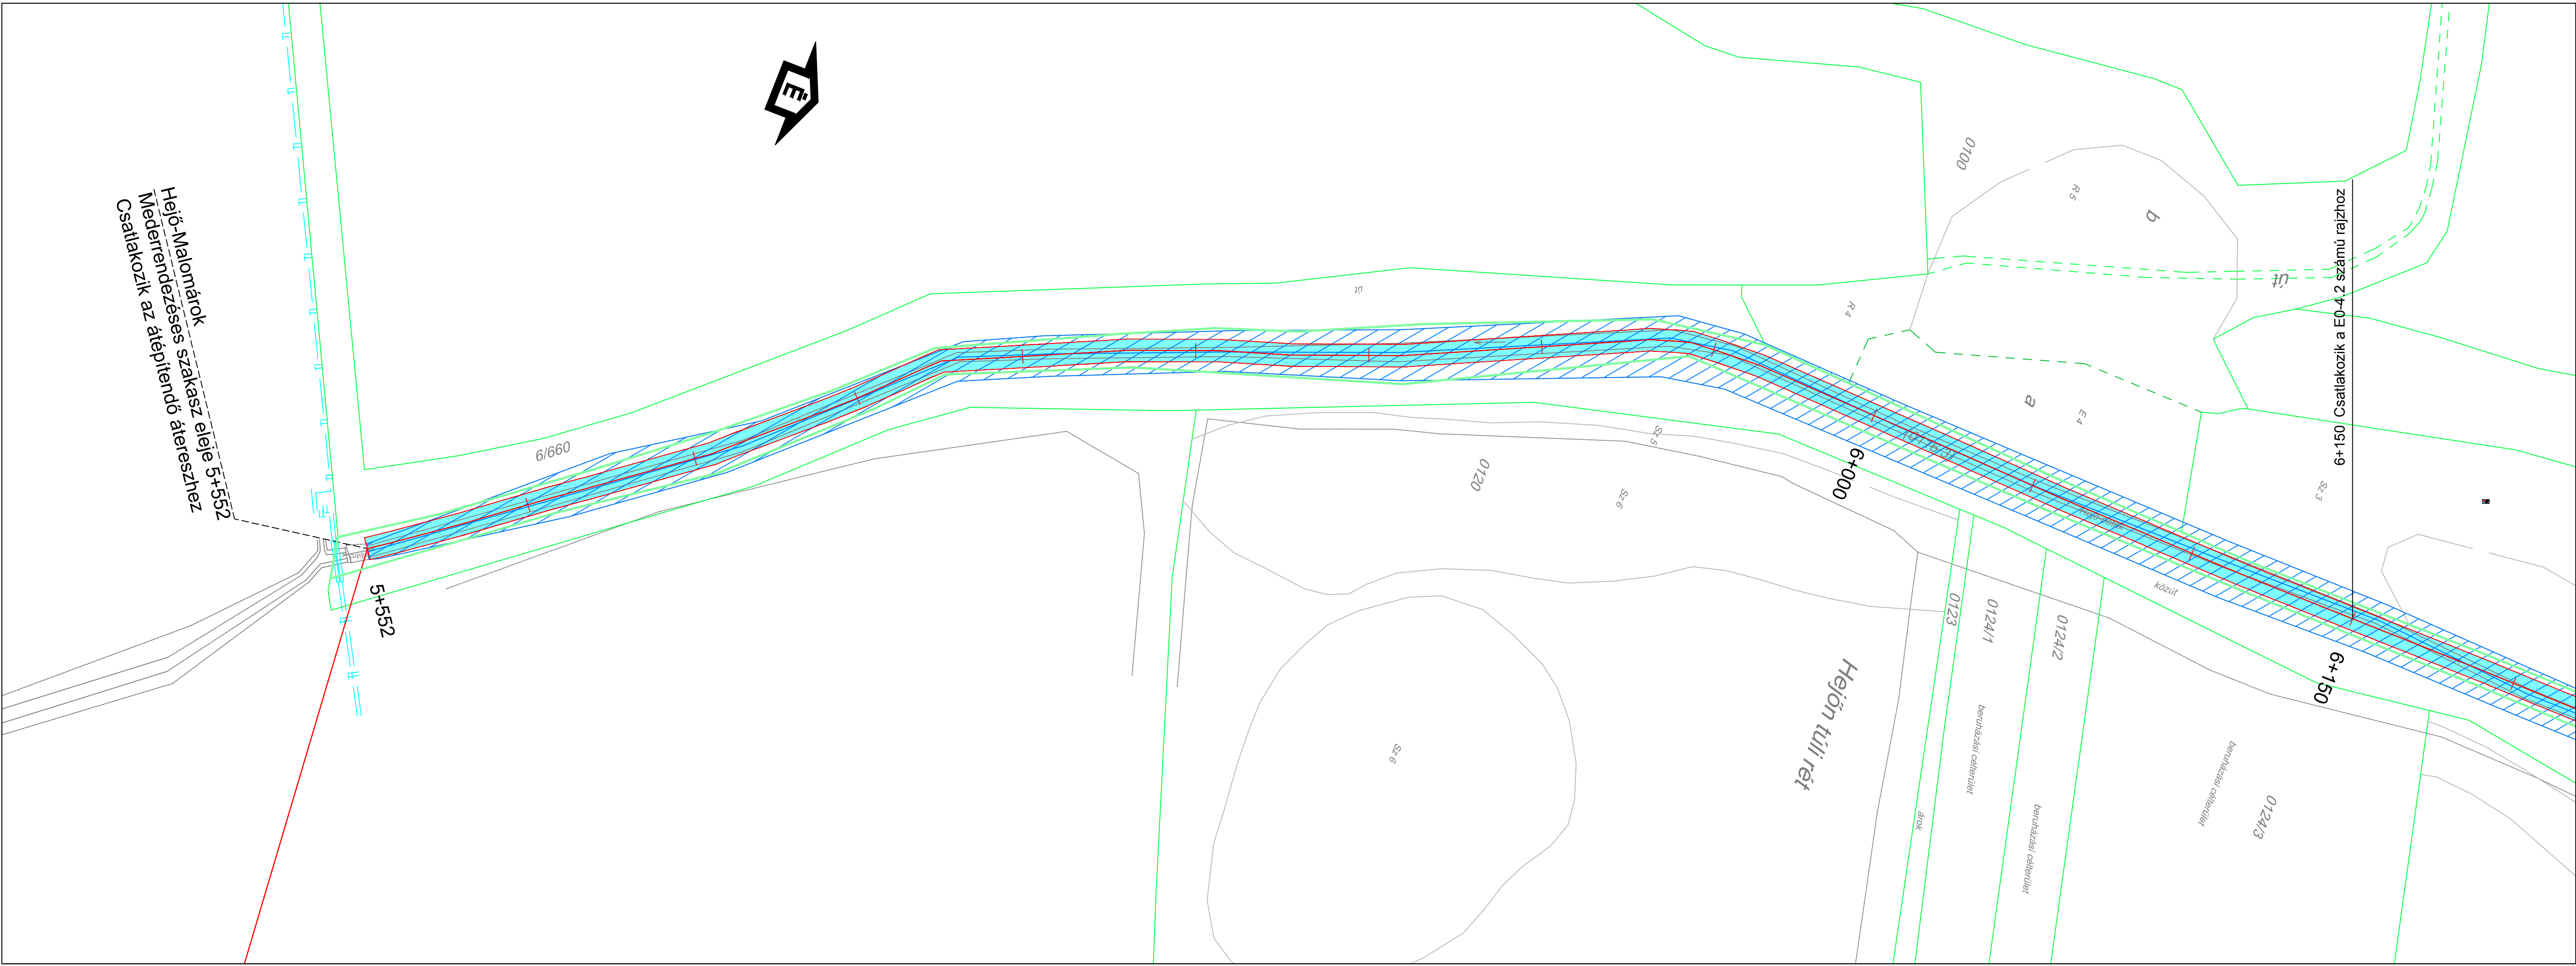 Hejő-Malomárok
Mederrendezéses szakasz eleje 5+552
Csatlakozik az átépítendő átereszhez
5+552
099/9
É
út
0100
R 5
b
út
R 4
a
E 4
6+150 Csatlakozik a E0-4.2 számú rajzhoz
Sz 3
6+000
Sz 5
0120
Sz 6
Sz 6
Hejőn túli rét
közút
0123
árok
0124/1
beruházási célterület
0124/2
beruházási célterület
0124/3
beruházási célterület
6+150